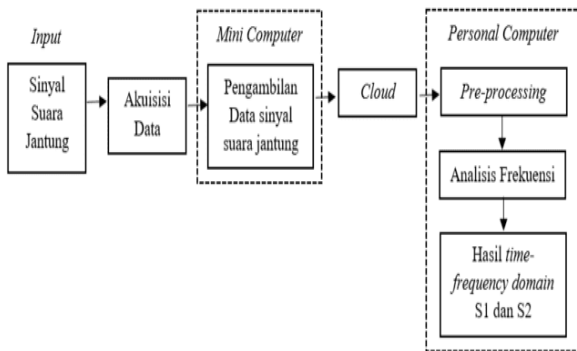 Input
Sinyal
Suara
Jantung
Akuisisi
Data
Mini Computer
Pengambilan
Data sinyal
suara jantung
Cloud
Personal Computer
Pre-processing
Analisis Frekuensi
Hasil time-
frequency domain
S1 dan S2